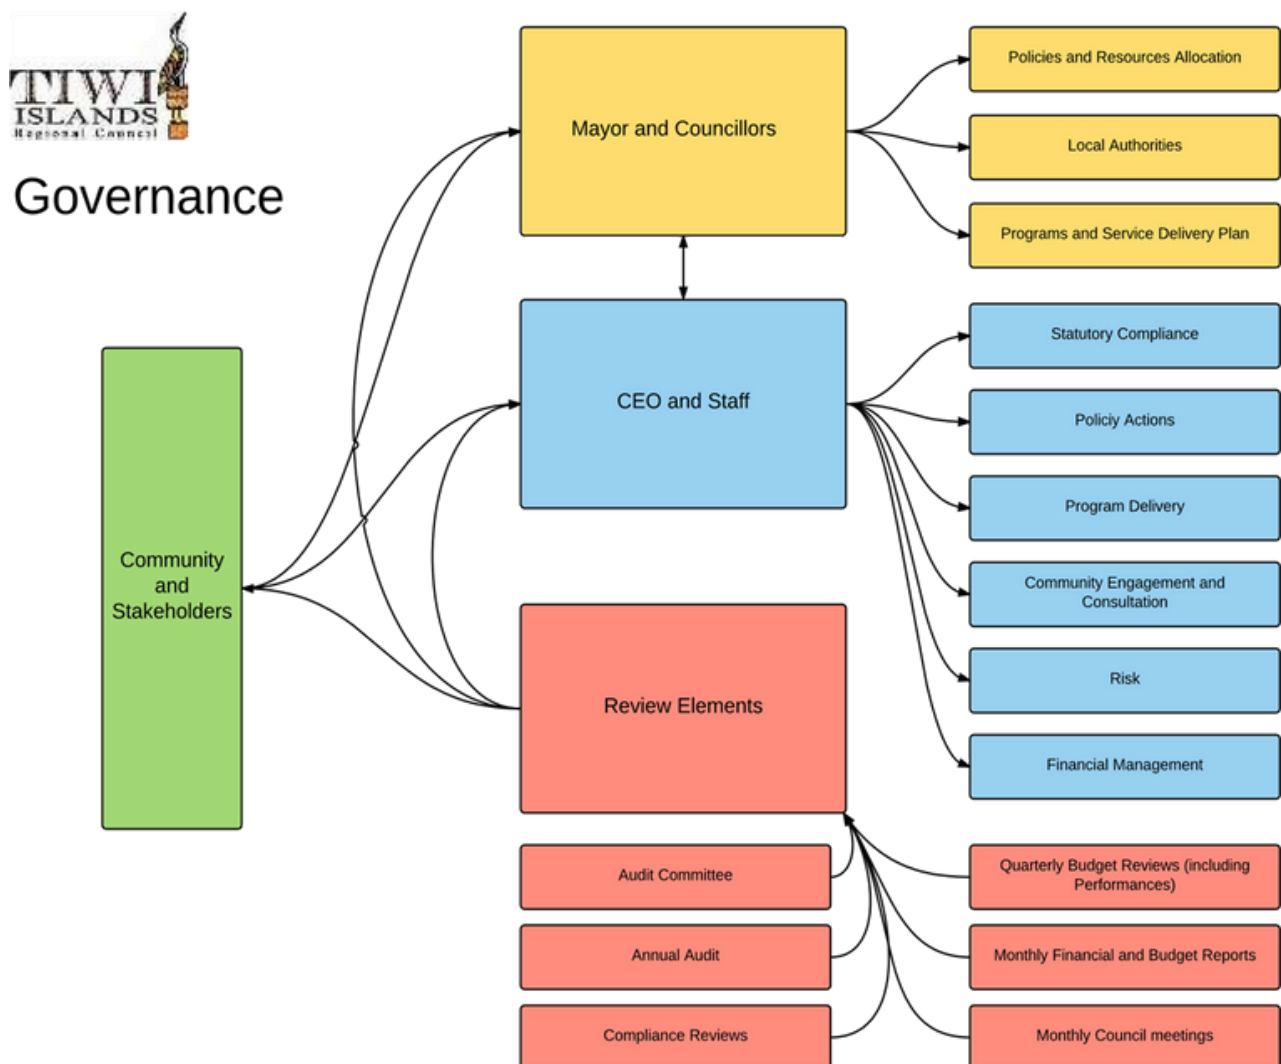 TIWI
ISLANDS
Regional Council
Governance
Mayor and Councillors
Policies and Resources Allocation
Local Authorities
Programs and Service Delivery Plan
CEO and Staff
Statutory Compliance
Policiy Actions
Program Delivery
Community Engagement and
Consultation
Risk
Financial Management
Community
and
Stakeholders
Review Elements
Audit Committee
Annual Audit
Compliance Reviews
Quarterly Budget Reviews (including
Performances)
Monthly Financial and Budget Reports
Monthly Council meetings